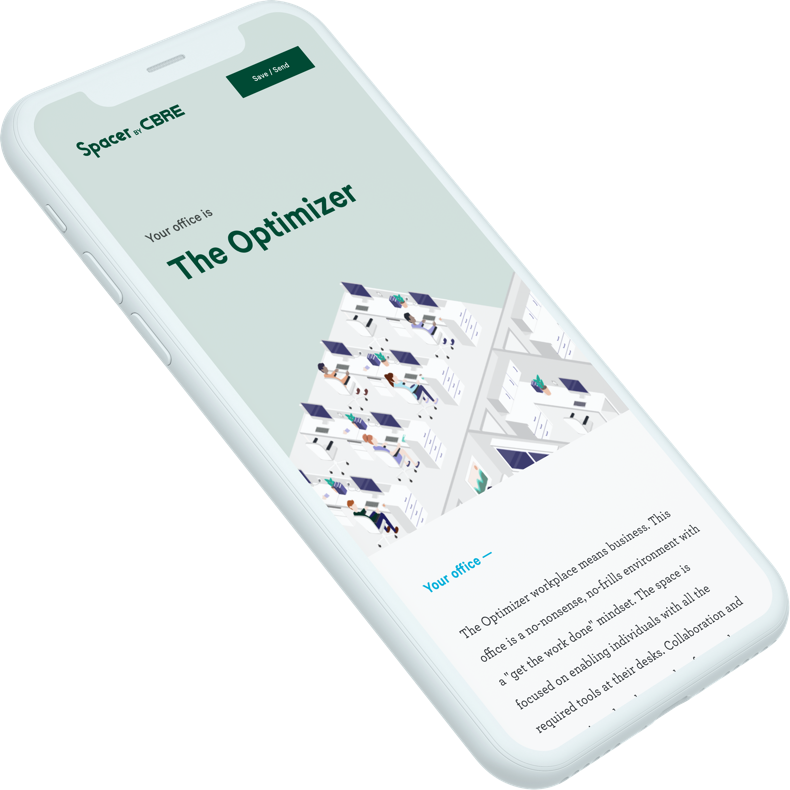 Save / Send
Spacer BY CBRE
Your office is
The Optimizer
Your office —
The Optimizer workplace means business. This
office is a no-nonsense, no-frills environment with
a "get the work done" mindset. The space is
focused on enabling individuals with all the
required tools at their desks. Collaboration and